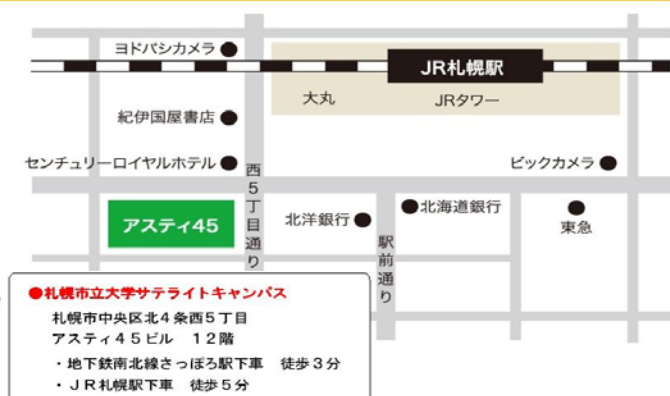 ヨドバシカメラ
JR札幌駅
大丸
JRタワー
紀伊国屋書店
センチュリーロイヤルホテル
ビックカメラ
西5丁目通り
アスティ45
北洋銀行
北海道銀行
東急
駅前通り
●札幌市立大学サテライトキャンパス
札幌市中央区北4条西5丁目
アスティ45ビル 12階
・地下鉄南北線さっぽろ駅下車 徒歩3分
・JR札幌駅下車 徒歩5分